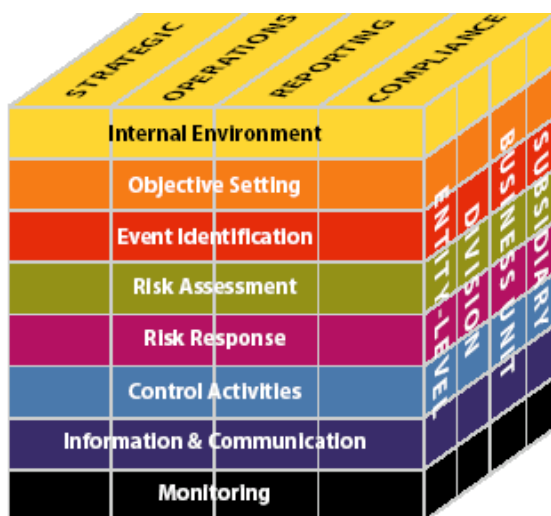 STRATEGIC
OPERATIONS
REPORTING
COMPLIANCE
Internal Environment
Objective Setting
Event Identification
Risk Assessment
Risk Response
Control Activities
Information & Communication
Monitoring
ENTITY-LEVEL
DIVISION
BUSINESS UNIT
SUBSIDIARY